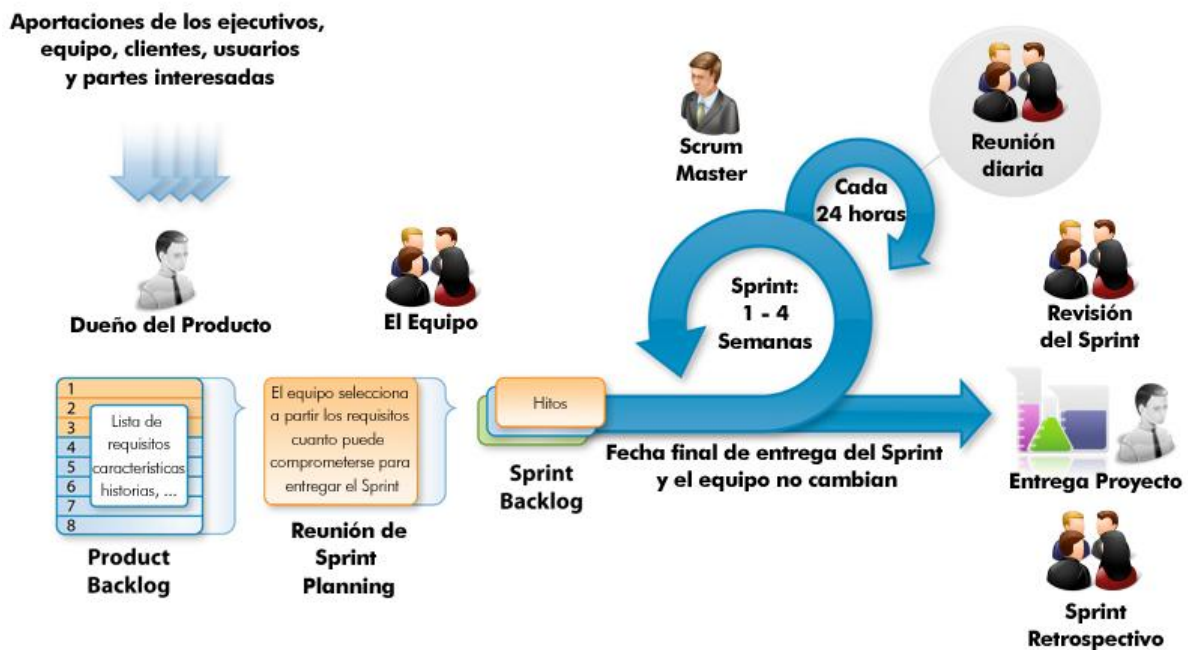 Aportaciones de los ejecutivos,
equipo, clientes, usuarios
y partes interesadas
Dueño del Producto
El Equipo
Scrum
Master
Cada
24 horas
Reunión
diaria
Sprint:
1 - 4
Semanas
Revisión
del Sprint
1
2
3
4
5
6
7
8
Lista de
requisitos
características
historias, ...
Product
Backlog
El equipo selecciona
a partir los requisitos
cuanto puede
comprometerse para
entregar el Sprint
Reunión de
Sprint
Planning
Hitos
Sprint
Backlog
Fecha final de entrega del Sprint
y el equipo no cambian
Entrega Proyecto
Sprint
Retrospectivo